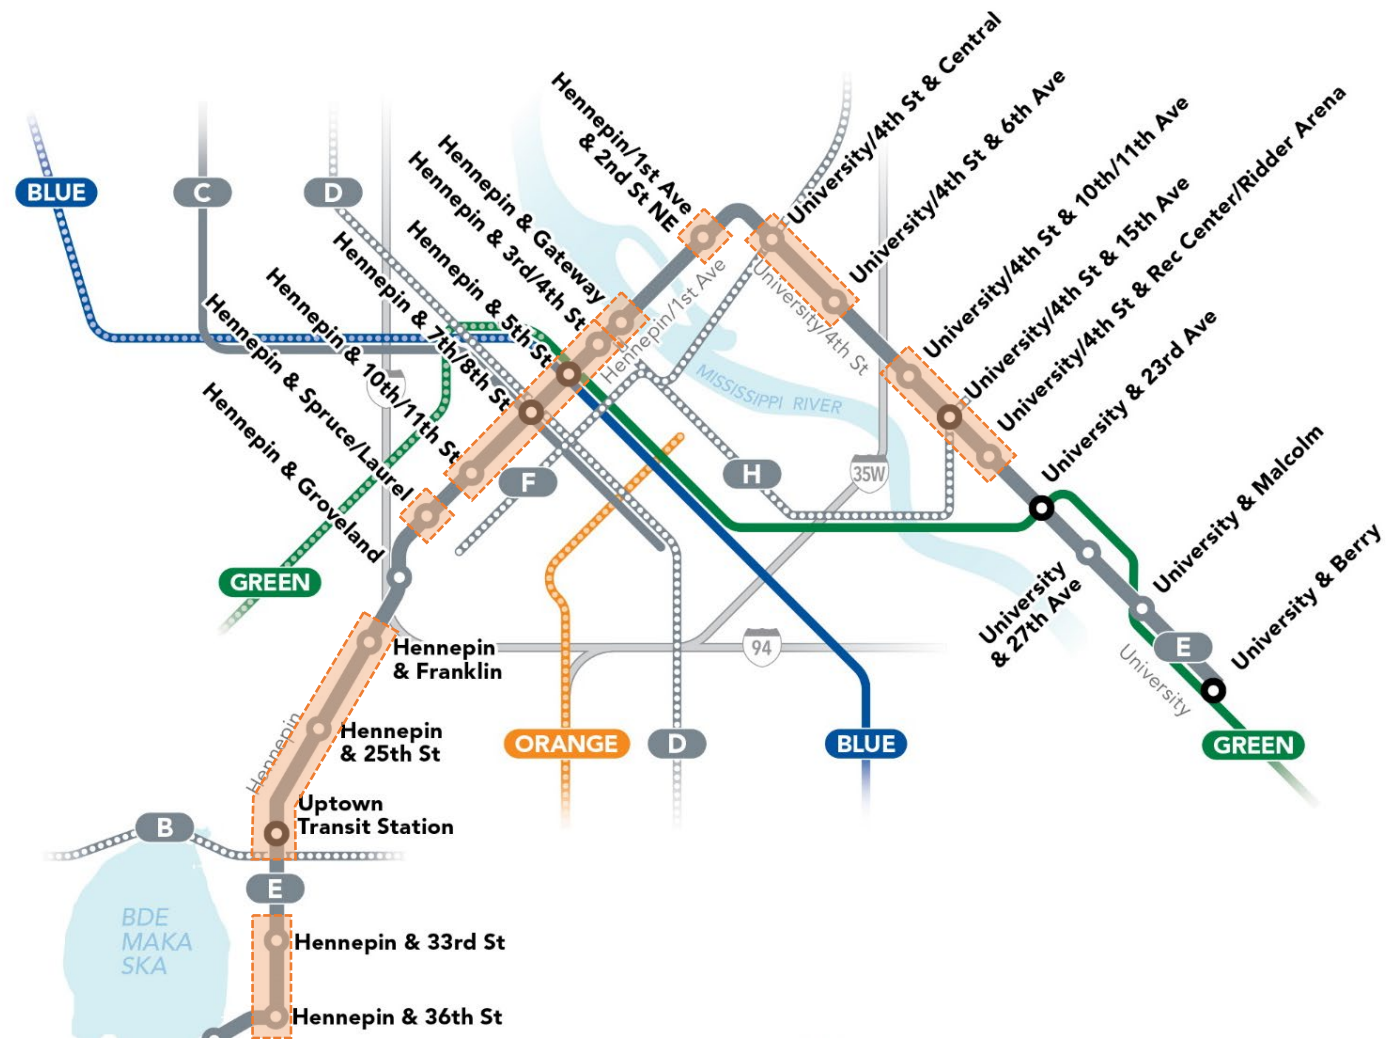 Hennepin/1st Ave
& 2nd St NE
University/4th St & Central
University/4th St & 6th Ave
University/4th St & 10th/11th Ave
University/4th St & 15th Ave
University/4th St & Rec Center/Ridder Arena
University & 23rd Ave
University
& 27th Ave
University & Malcolm
University & Berry
Hennepin & Gateway
Hennepin & 3rd/4th St
Hennepin & 5th St
Hennepin & 7th/8th St
Hennepin & 10th/11th St
Hennepin & Spruce/Laurel
Hennepin & Groveland
Hennepin
& Franklin
Hennepin
& 25th St
Uptown
Transit Station
Hennepin & 33rd St
Hennepin & 36th St
BLUE
C
D
GREEN
F
H
35W
94
ORANGE
D
BLUE
E
GREEN
B
E
Hennepin/1st Ave
University/4th St
University
Hennepin
MISSISSIPPI RIVER
BDE
MAKA
SKA